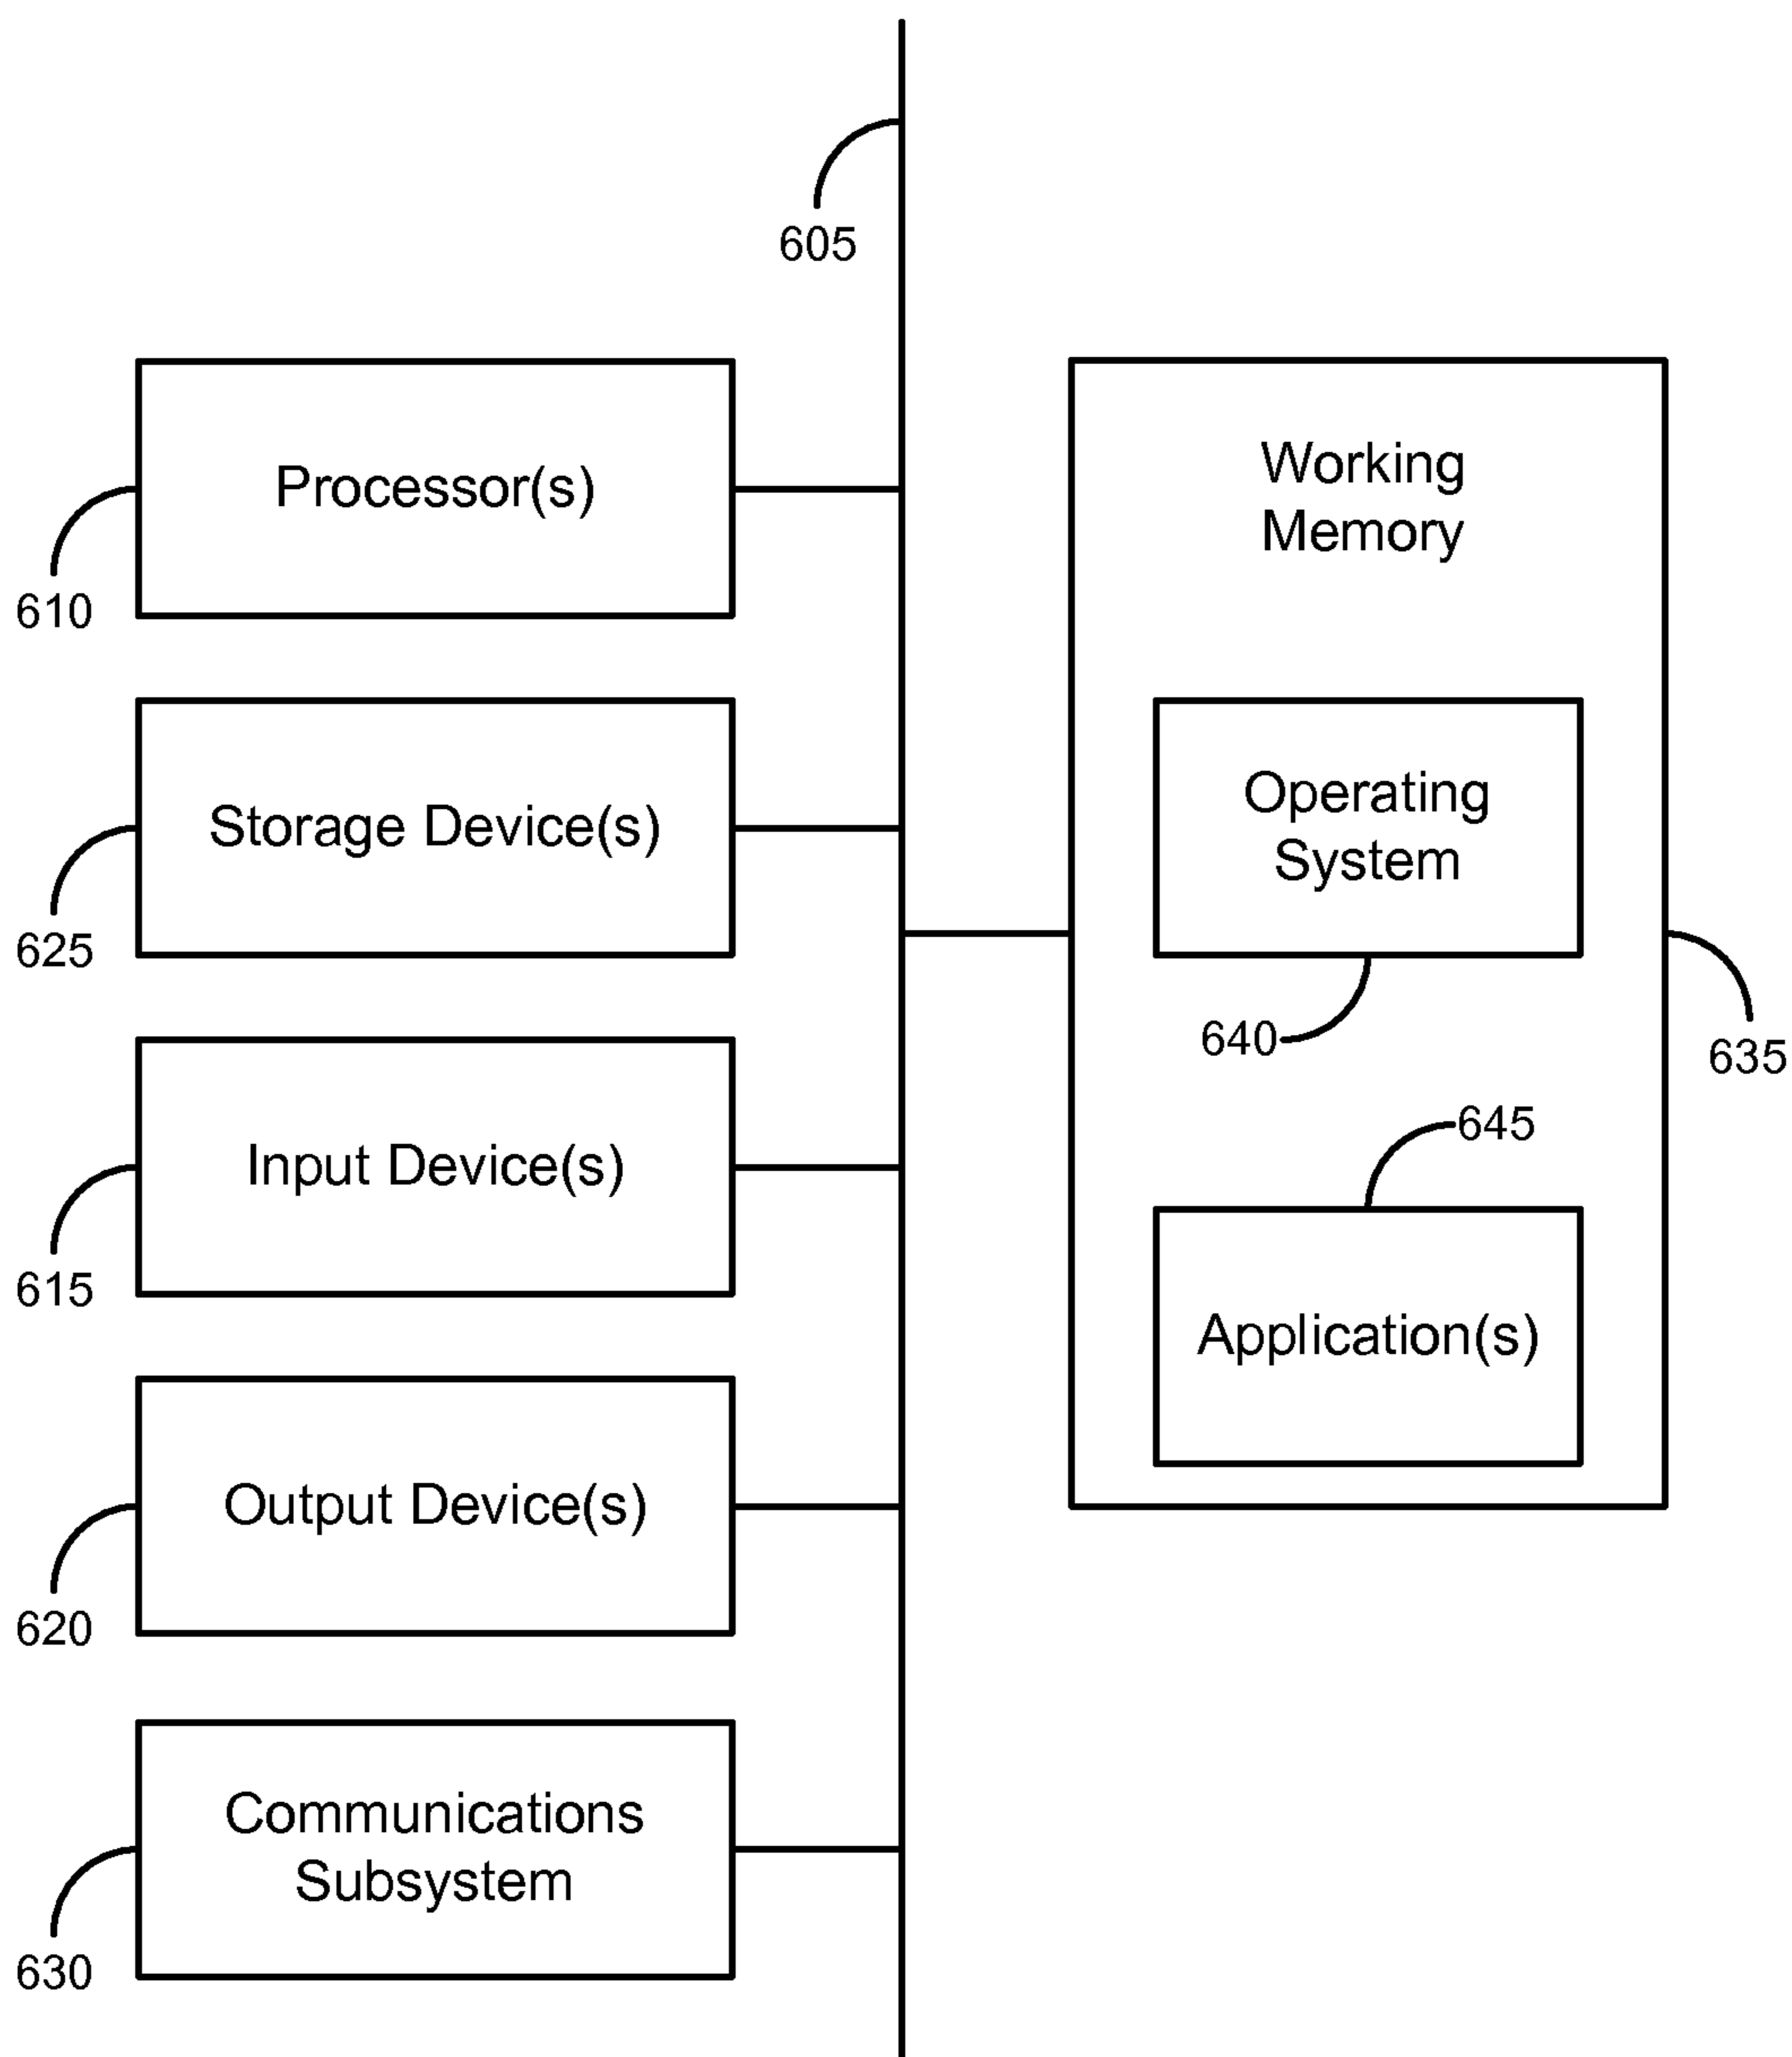 605
Processor(s)
610
Storage Device(s)
625
Input Device(s)
615
Output Device(s)
620
Communications
Subsystem
630
Working
Memory
Operating
System
640
635
645
Application(s)